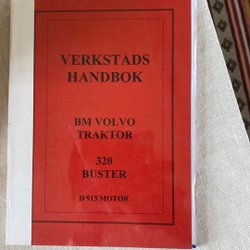 VERKSTADS
HANDBOK
BM VOLVO
TRAKTOR
320
BUSTER
D 913 MOTOR